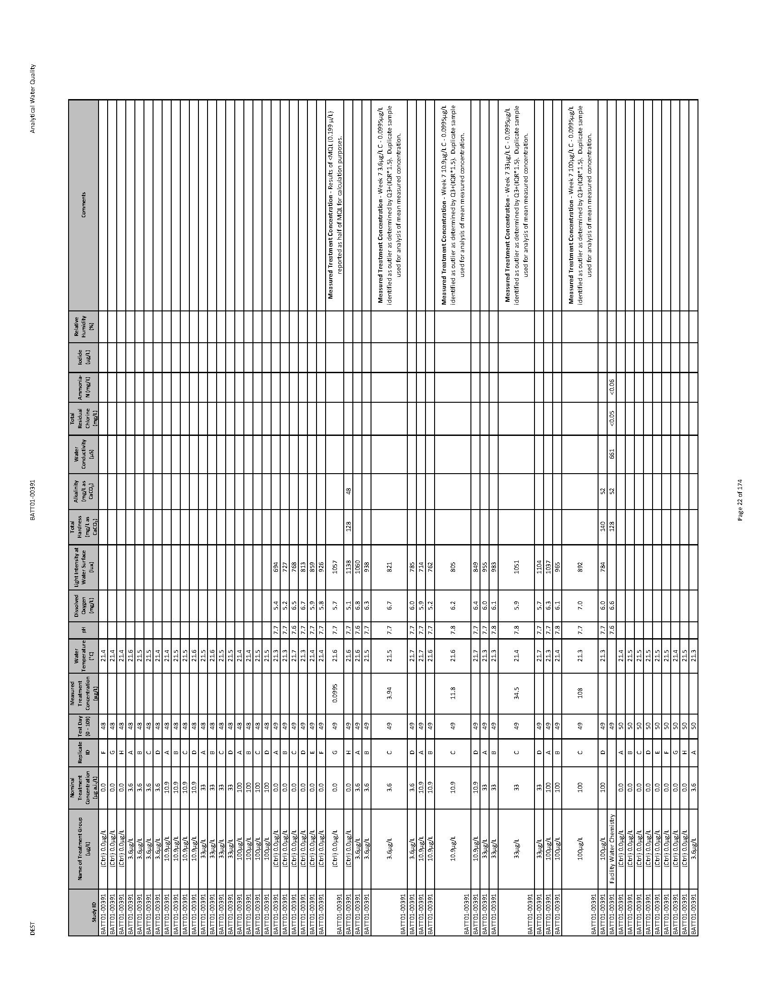 DEST BATT01-00391 Analytical Water Quality
Study ID Name of Treatment Group (µg/L) Nominal Treatment Concentration (µg a.i./L) Replicate ID Test Day (0 - 109) Measured Treatment Concentration (µg/L) Water Temperature (°C) pH Dissolved Oxygen (mg/L) Light Intensity at Water Surface (lux) Total Hardness (mg/L as CaCO₃) Alkalinity (mg/L as CaCO₃) Water Conductivity (µS) Total Residual Chlorine (mg/L) Ammonia-N (mg/L) Iodide (µg/L) Relative Humidity (%) Comments
BATT01-00391 (Ctrl) 0.0µg/L 0.0 F 48 21.4
BATT01-00391 (Ctrl) 0.0µg/L 0.0 G 48 21.4
BATT01-00391 (Ctrl) 0.0µg/L 0.0 H 48 21.4
BATT01-00391 3.6µg/L 3.6 A 48 21.6
BATT01-00391 3.6µg/L 3.6 B 48 21.5
BATT01-00391 3.6µg/L 3.6 C 48 21.5
BATT01-00391 3.6µg/L 3.6 D 48 21.4
BATT01-00391 10.9µg/L 10.9 A 48 21.4
BATT01-00391 10.9µg/L 10.9 B 48 21.5
BATT01-00391 10.9µg/L 10.9 C 48 21.5
BATT01-00391 10.9µg/L 10.9 D 48 21.6
BATT01-00391 33µg/L 33 A 48 21.5
BATT01-00391 33µg/L 33 B 48 21.6
BATT01-00391 33µg/L 33 C 48 21.5
BATT01-00391 33µg/L 33 D 48 21.5
BATT01-00391 100µg/L 100 A 48 21.4
BATT01-00391 100µg/L 100 B 48 21.4
BATT01-00391 100µg/L 100 C 48 21.5
BATT01-00391 100µg/L 100 D 48 21.5
BATT01-00391 (Ctrl) 0.0µg/L 0.0 A 49 21.3 7.7 5.4 694
BATT01-00391 (Ctrl) 0.0µg/L 0.0 B 49 21.3 7.7 5.2 727
BATT01-00391 (Ctrl) 0.0µg/L 0.0 C 49 21.7 7.6 6.5 768
BATT01-00391 (Ctrl) 0.0µg/L 0.0 D 49 21.3 7.7 6.7 813
BATT01-00391 (Ctrl) 0.0µg/L 0.0 E 49 21.4 7.7 5.9 859
BATT01-00391 (Ctrl) 0.0µg/L 0.0 F 49 21.4 7.7 5.8 926
BATT01-00391 (Ctrl) 0.0µg/L 0.0 G 49 0.0995 21.6 7.7 5.7 1057 Measured Treatment Concentration - Results of <MQL (0.199 µ/L)
reported as half of MQL for calculation purposes.
BATT01-00391 (Ctrl) 0.0µg/L 0.0 H 49 21.6 7.7 5.1 1138 128 48
BATT01-00391 3.6µg/L 3.6 A 49 21.6 7.6 6.8 1060
BATT01-00391 3.6µg/L 3.6 B 49 21.5 7.7 6.3 938
BATT01-00391 3.6µg/L 3.6 C 49 3.94 21.5 7.7 6.7 821 Measured Treatment Concentration - Week 7 3.6µg/L C - 0.0995µg/L
identified as outlier as determined by Q3+(IQR*1.5). Duplicate sample
used for analysis of mean measured concentration.
BATT01-00391 3.6µg/L 3.6 D 49 21.7 7.7 6.0 785
BATT01-00391 10.9µg/L 10.9 A 49 21.7 7.7 5.9 714
BATT01-00391 10.9µg/L 10.9 B 49 21.6 7.7 5.2 762
BATT01-00391 10.9µg/L 10.9 C 49 11.8 21.6 7.8 6.2 805 Measured Treatment Concentration - Week 7 10.9µg/L C - 0.0995µg/L
identified as outlier as determined by Q3+(IQR*1.5). Duplicate sample
used for analysis of mean measured concentration.
BATT01-00391 10.9µg/L 10.9 D 49 21.7 7.7 6.4 849
BATT01-00391 33µg/L 33 A 49 21.3 7.7 6.0 955
BATT01-00391 33µg/L 33 B 49 21.3 7.8 6.1 983
BATT01-00391 33µg/L 33 C 49 34.5 21.4 7.8 5.9 1051 Measured Treatment Concentration - Week 7 33µg/L C - 0.0995µg/L
identified as outlier as determined by Q3+(IQR*1.5). Duplicate sample
used for analysis of mean measured concentration.
BATT01-00391 33µg/L 33 D 49 21.7 7.7 5.7 1104
BATT01-00391 100µg/L 100 A 49 21.3 7.7 6.3 1037
BATT01-00391 100µg/L 100 B 49 21.4 7.8 6.1 965
BATT01-00391 100µg/L 100 C 49 108 21.3 7.7 7.0 892 Measured Treatment Concentration - Week 7 100µg/L C - 0.0995µg/L
identified as outlier as determined by Q3+(IQR*1.5). Duplicate sample
used for analysis of mean measured concentration.
BATT01-00391 100µg/L 100 D 49 21.3 7.7 6.0 784 140 52
BATT01-00391 Facility Water Chemistry 49 7.6 6.6 128 52 661 <0.05 <0.06
BATT01-00391 (Ctrl) 0.0µg/L 0.0 A 50 21.4
BATT01-00391 (Ctrl) 0.0µg/L 0.0 B 50 21.5
BATT01-00391 (Ctrl) 0.0µg/L 0.0 C 50 21.5
BATT01-00391 (Ctrl) 0.0µg/L 0.0 D 50 21.5
BATT01-00391 (Ctrl) 0.0µg/L 0.0 E 50 21.5
BATT01-00391 (Ctrl) 0.0µg/L 0.0 F 50 21.5
BATT01-00391 (Ctrl) 0.0µg/L 0.0 G 50 21.4
BATT01-00391 (Ctrl) 0.0µg/L 0.0 H 50 21.5
BATT01-00391 3.6µg/L 3.6 A 50 21.3
Page 22 of 174